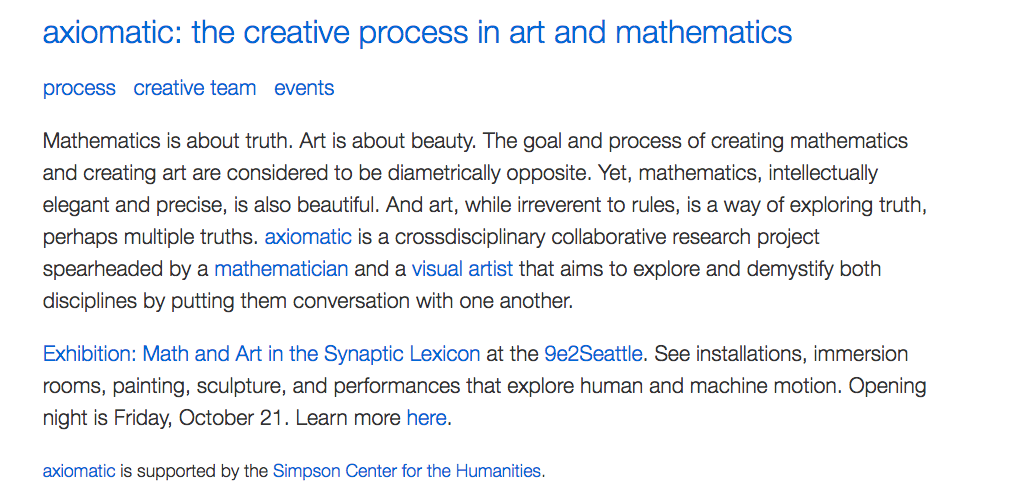 axiomatic: the creative process in art and mathematics
process creative team events
Mathematics is about truth. Art is about beauty. The goal and process of creating mathematics
and creating art are considered to be diametrically opposite. Yet, mathematics, intellectually
elegant and precise, is also beautiful. And art, while irreverent to rules, is a way of exploring truth,
perhaps multiple truths. axiomatic is a crossdisciplinary collaborative research project
spearheaded by a mathematician and a visual artist that aims to explore and demystify both
disciplines by putting them conversation with one another.
Exhibition: Math and Art in the Synaptic Lexicon at the 9e2Seattle. See installations, immersion
rooms, painting, sculpture, and performances that explore human and machine motion. Opening
night is Friday, October 21. Learn more here.
axiomatic is supported by the Simpson Center for the Humanities.